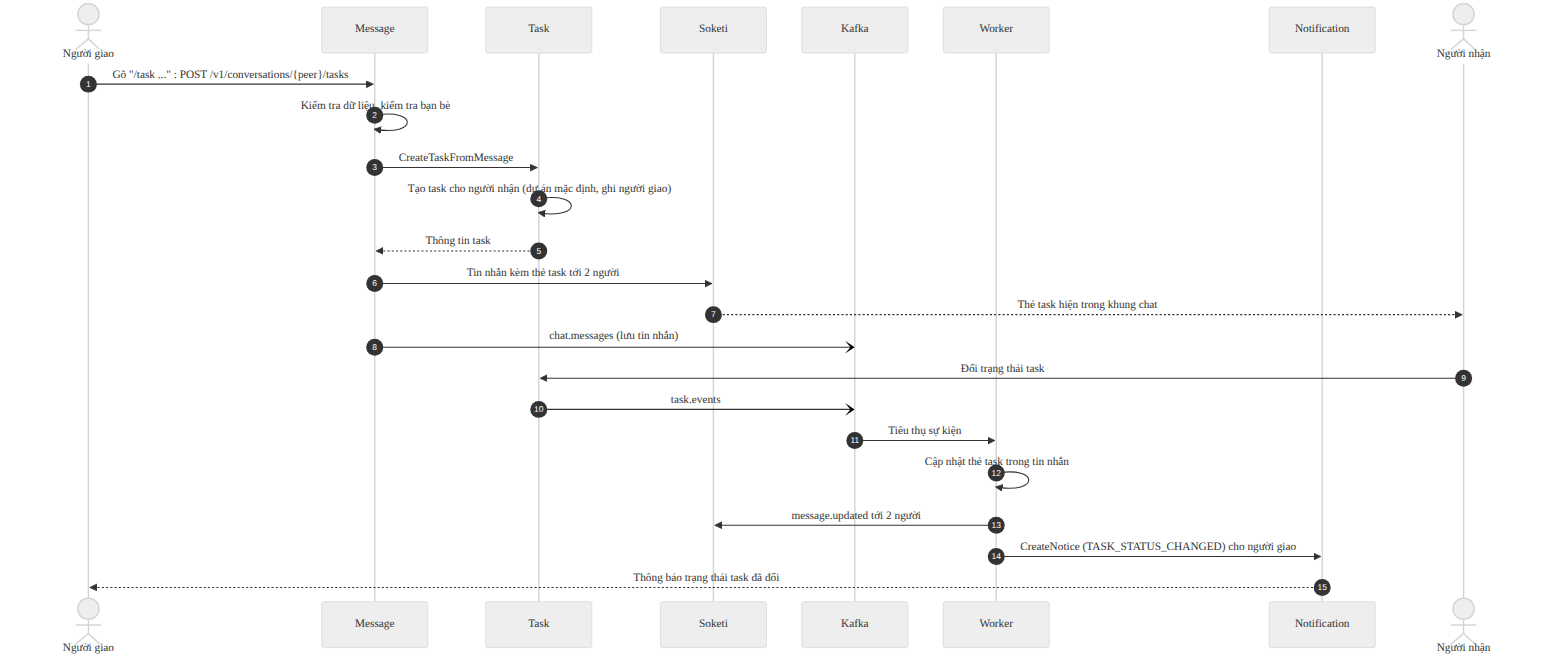 Message
Task
Soketi
Kafka
Worker
Notification
Người giao
Người nhận
1
Gõ "/task ..." : POST /v1/conversations/{peer}/tasks
2
Kiểm tra dữ liệu, kiểm tra bạn bè
3
CreateTaskFromMessage
4
Tạo task cho người nhận (dự án mặc định, ghi người giao)
5
Thông tin task
6
Tin nhắn kèm thẻ task tới 2 người
7
Thẻ task hiện trong khung chat
8
chat.messages (lưu tin nhắn)
9
Đổi trạng thái task
10
task.events
11
Tiêu thụ sự kiện
12
Cập nhật thẻ task trong tin nhắn
13
message.updated tới 2 người
14
CreateNotice (TASK_STATUS_CHANGED) cho người giao
15
Thông báo trạng thái task đã đổi
Message
Task
Soketi
Kafka
Worker
Notification
Người giao
Người nhận